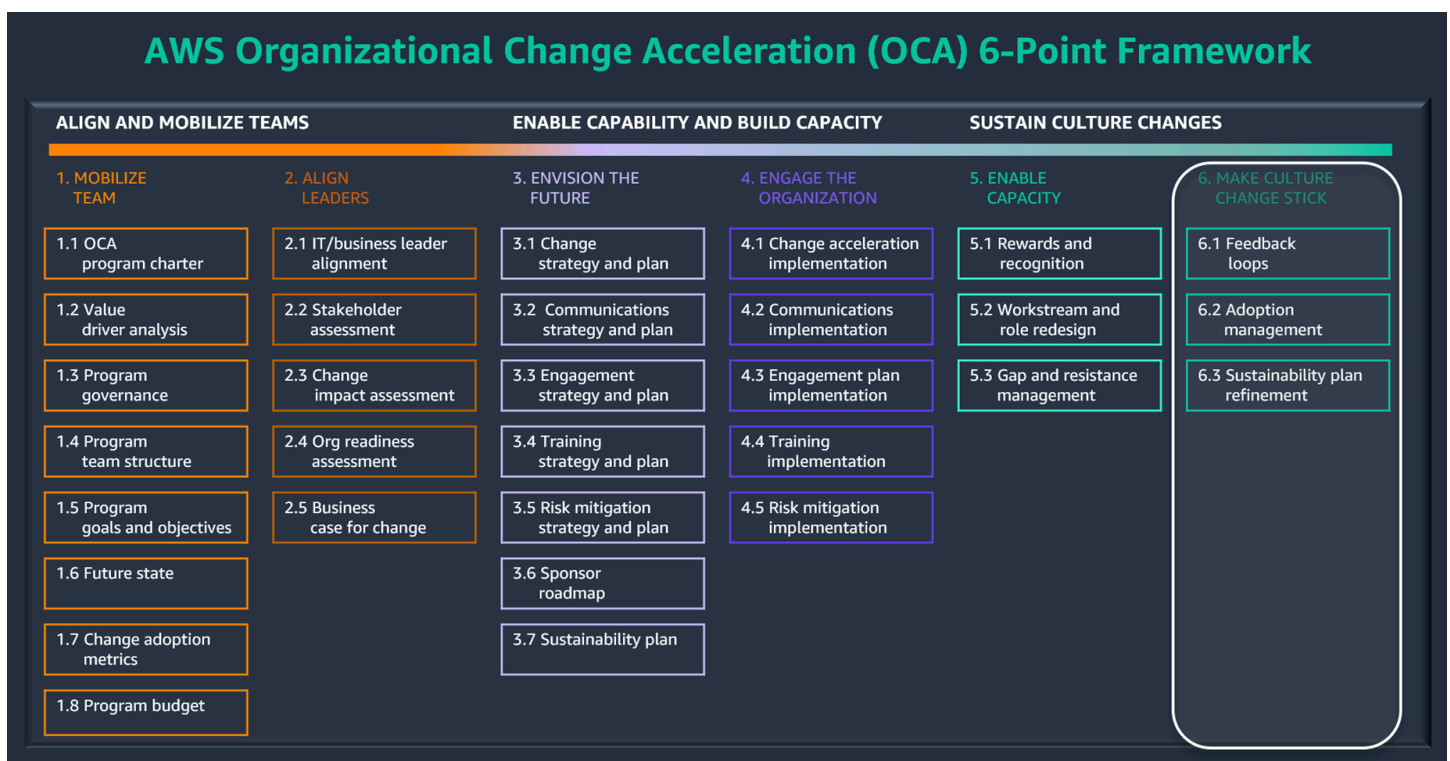 AWS Organizational Change Acceleration (OCA) 6-Point Framework
ALIGN AND MOBILIZE TEAMS
ENABLE CAPABILITY AND BUILD CAPACITY
SUSTAIN CULTURE CHANGES
1. MOBILIZE
TEAM
1.1 OCA
program charter
1.2 Value
driver analysis
1.3 Program
governance
1.4 Program
team structure
1.5 Program
goals and objectives
1.6 Future state
1.7 Change adoption
metrics
1.8 Program budget
2. ALIGN
LEADERS
2.1 IT/business leader
alignment
2.2 Stakeholder
assessment
2.3 Change
impact assessment
2.4 Org readiness
assessment
2.5 Business
case for change
3. ENVISION THE
FUTURE
3.1 Change
strategy and plan
3.2 Communications
strategy and plan
3.3 Engagement
strategy and plan
3.4 Training
strategy and plan
3.5 Risk mitigation
strategy and plan
3.6 Sponsor
roadmap
3.7 Sustainability plan
4. ENGAGE THE
ORGANIZATION
4.1 Change acceleration
implementation
4.2 Communications
implementation
4.3 Engagement plan
implementation
4.4 Training
implementation
4.5 Risk mitigation
implementation
5. ENABLE
CAPACITY
5.1 Rewards and
recognition
5.2 Workstream and
role redesign
5.3 Gap and resistance
management
6. MAKE CULTURE
CHANGE STICK
6.1 Feedback
loops
6.2 Adoption
management
6.3 Sustainability plan
refinement